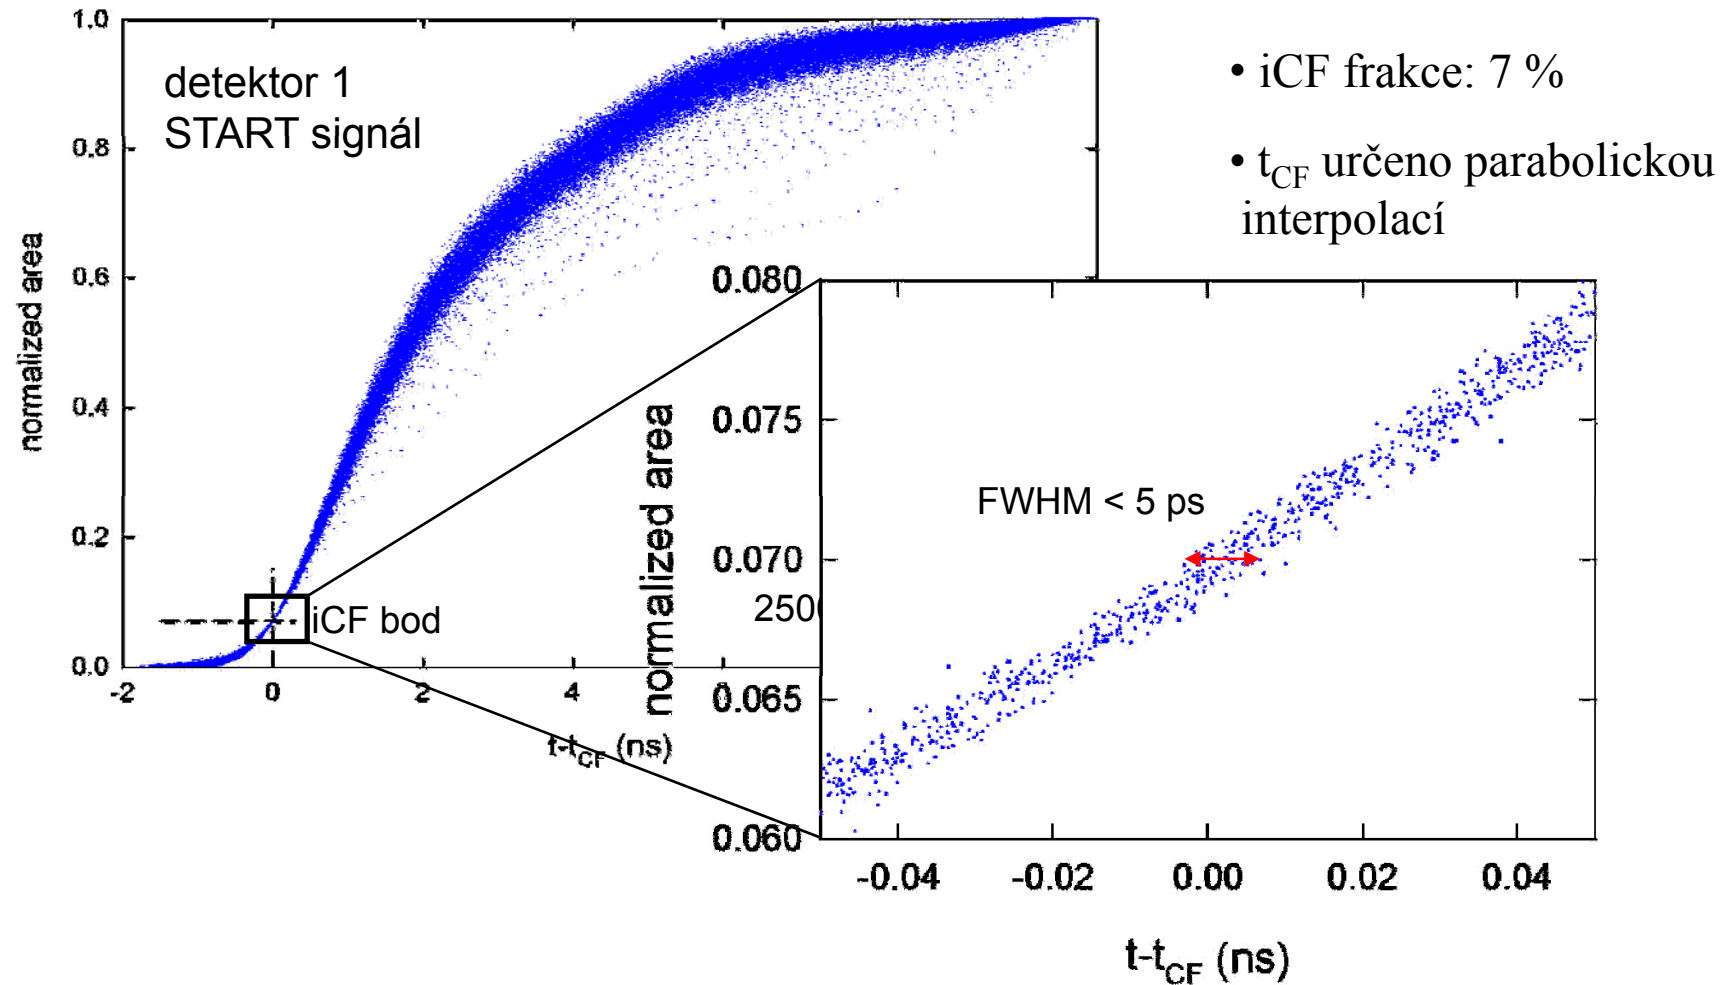 1.0
detektor 1
START signál
0.8
normalized area
0.6
0.4
0.2
iCF bod
0.0
-2
0
2
4
t-tCF (ns)
• iCF frakce: 7 %
• tCF určeno parabolickou
interpolací
0.080
0.075
normalized area
FWHM < 5 ps
0.070
250
0.065
0.060
-0.04
-0.02
0.00
0.02
0.04
t-tCF (ns)